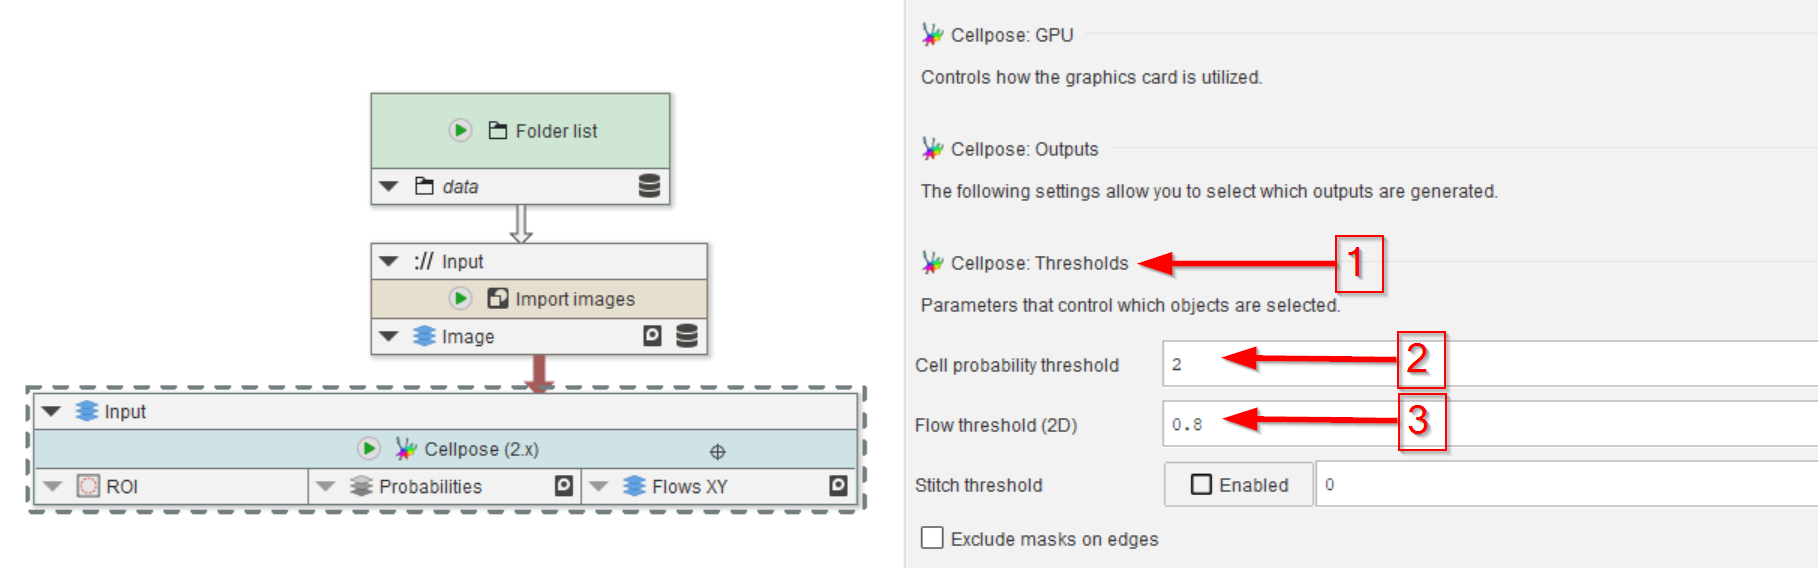 Folder list
data
Input
Import images
Image
Input
Cellpose (2.x)
ROI
Probabilities
Flows XY
Cellpose: GPU
Controls how the graphics card is utilized.
Cellpose: Outputs
The following settings allow you to select which outputs are generated.
Cellpose: Thresholds
1
Parameters that control which objects are selected.
Cell probability threshold
2
2
Flow threshold (2D)
0.8
3
Stitch threshold
Enabled
0
Exclude masks on edges